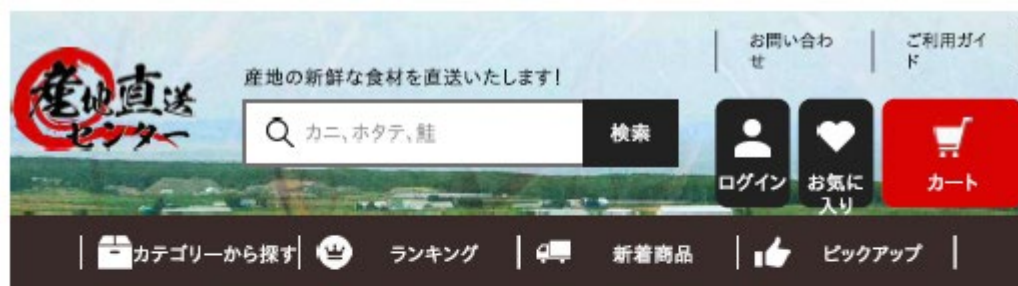 お問い合わ
せ
ご利用ガイ
ド
産地直送
センター
産地の新鮮な食材を直送いたします!
カニ、ホタテ、鮭
検索
ログイン
お気に
入り
カート
カテゴリーから探す
ランキング
新着商品
ピックアップ